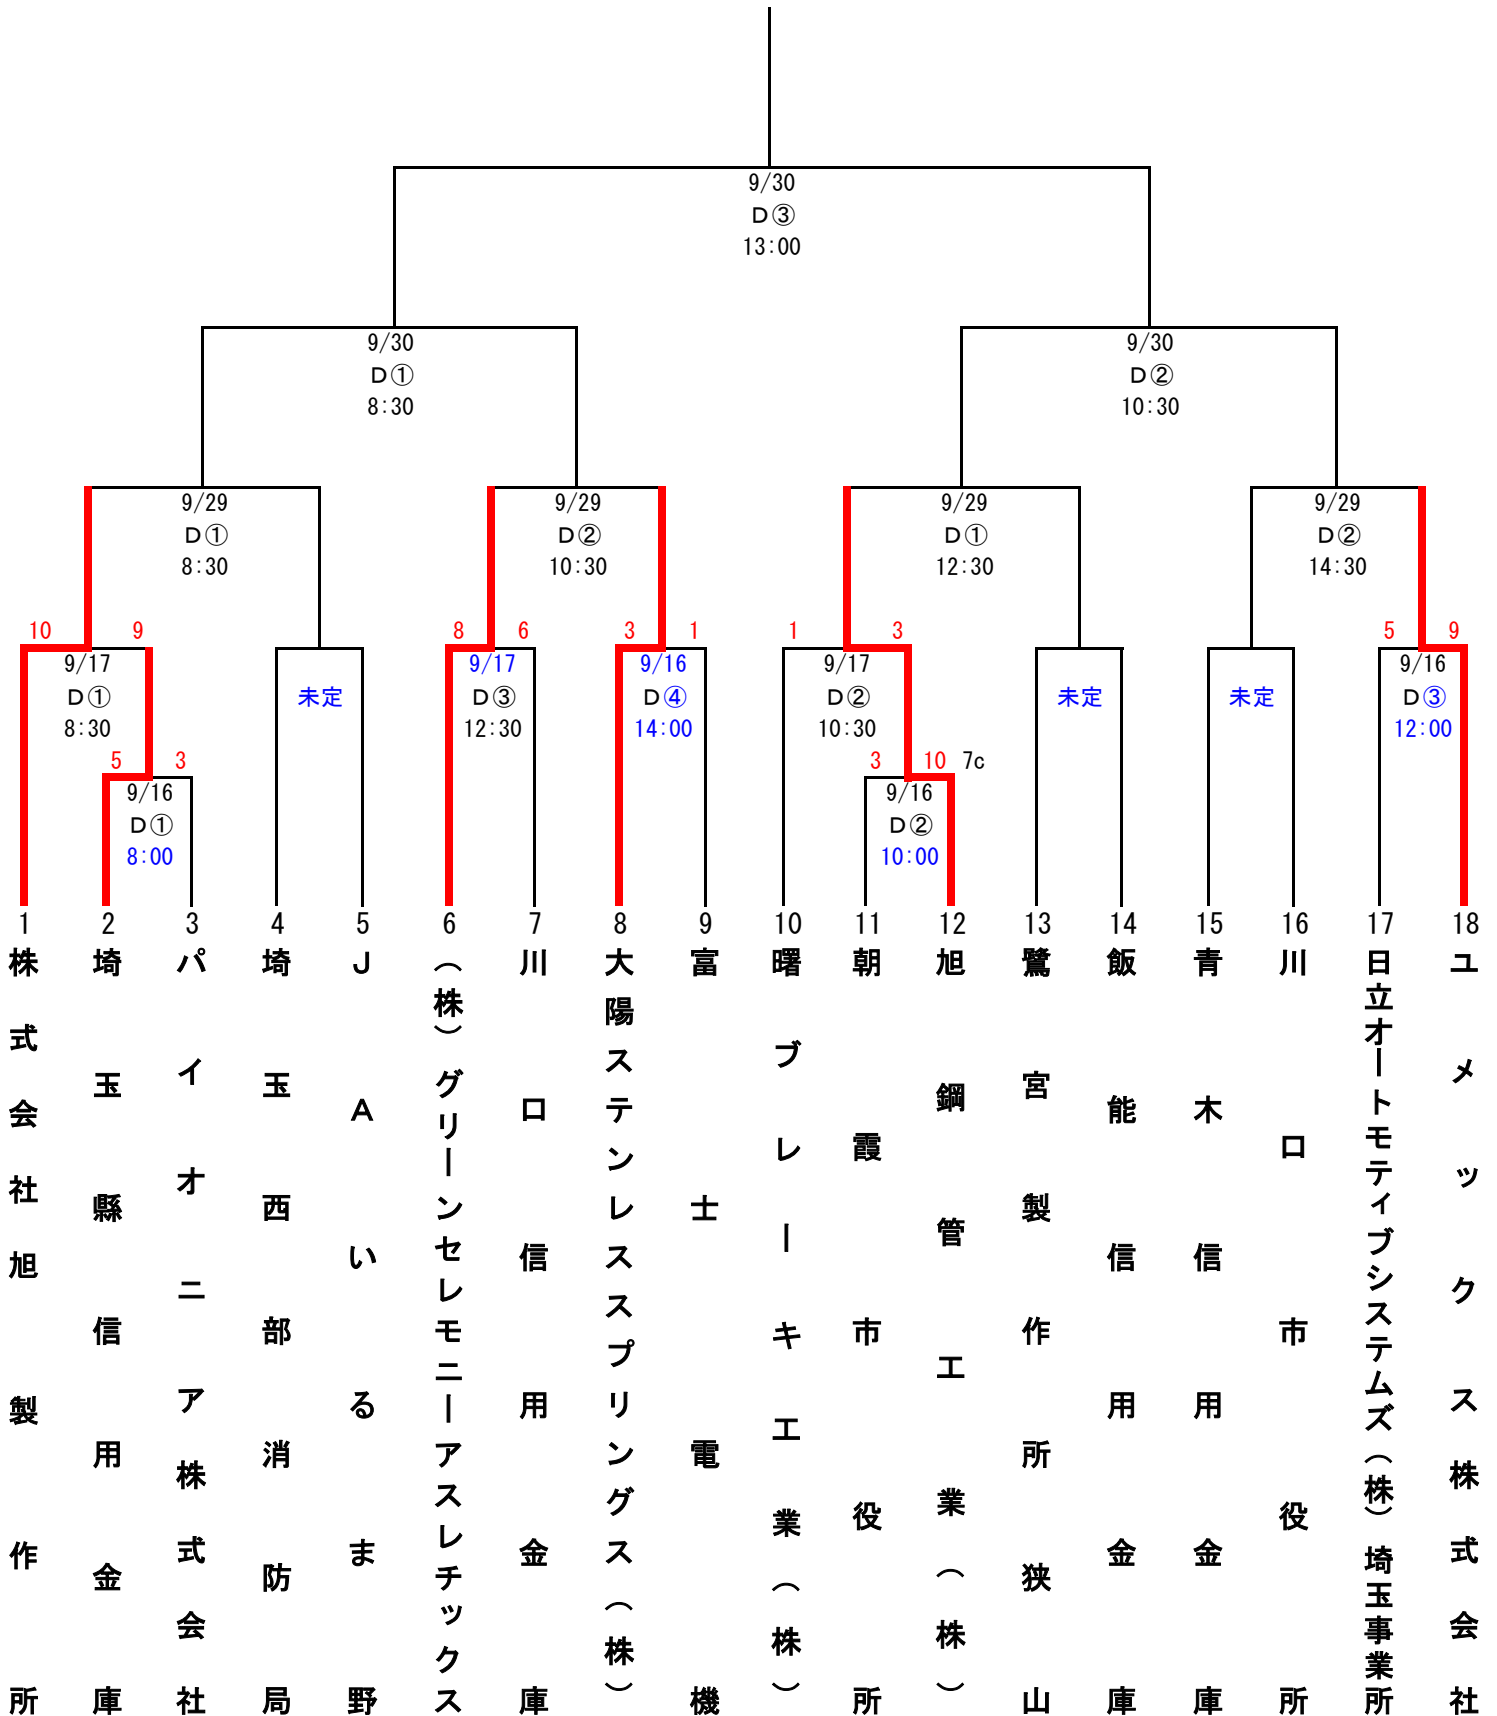 9/30
D③
13:00
9/30
D①
8:30
9/30
D②
10:30
9/29
D①
8:30
9/29
D②
10:30
9/29
D①
12:30
9/29
D②
14:30
10 9
9/17
D①
8:30
未定
8 6
9/17
D③
12:30
3 1
9/16
D④
14:00
1 3
9/17
D②
10:30
未定
未定
5 9
9/16
D③
12:00
5 3
9/16
D①
8:00
3 10 7c
9/16
D②
10:00
1
株式会社旭製作所
2
埼玉縣信用金庫
3
パイオニア株式会社
4
埼玉西部消防局
5
JAいるま野
6
(株)グリーンセレモニーアスレチックス
7
川口信用金庫
8
大陽ステンレススプリングス(株)
9
富士電機
10
曙ブレーキエ業(株)
11
朝霞市役所
12
旭鋼管工業(株)
13
鷺宮製作所狭山
14
飯能信用金庫
15
青木信用金庫
16
川口市役所
17
日立オートモティブシステムズ(株)埼玉事業所
18
ユメックス株式会社